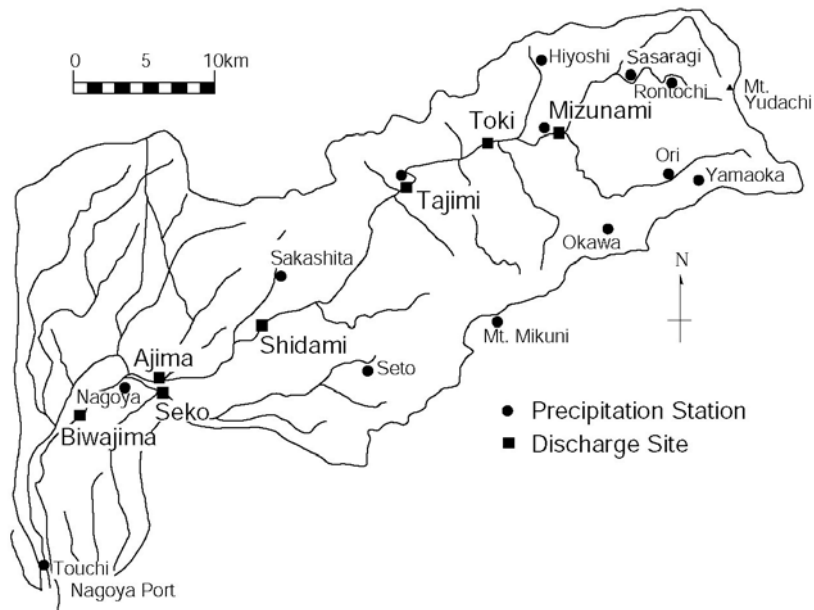 0 5 10km
Hiyoshi
Sasaragi
Rontochi
Mt.
Yudachi
Toki
Mizunami
Ori
Yamaoka
Tajimi
Okawa
Sakashita
N
Shidami
Mt. Mikuni
Ajima
Seto
Nagoya
Seko
Biwajima
Precipitation Station
Discharge Site
Touchi
Nagoya Port